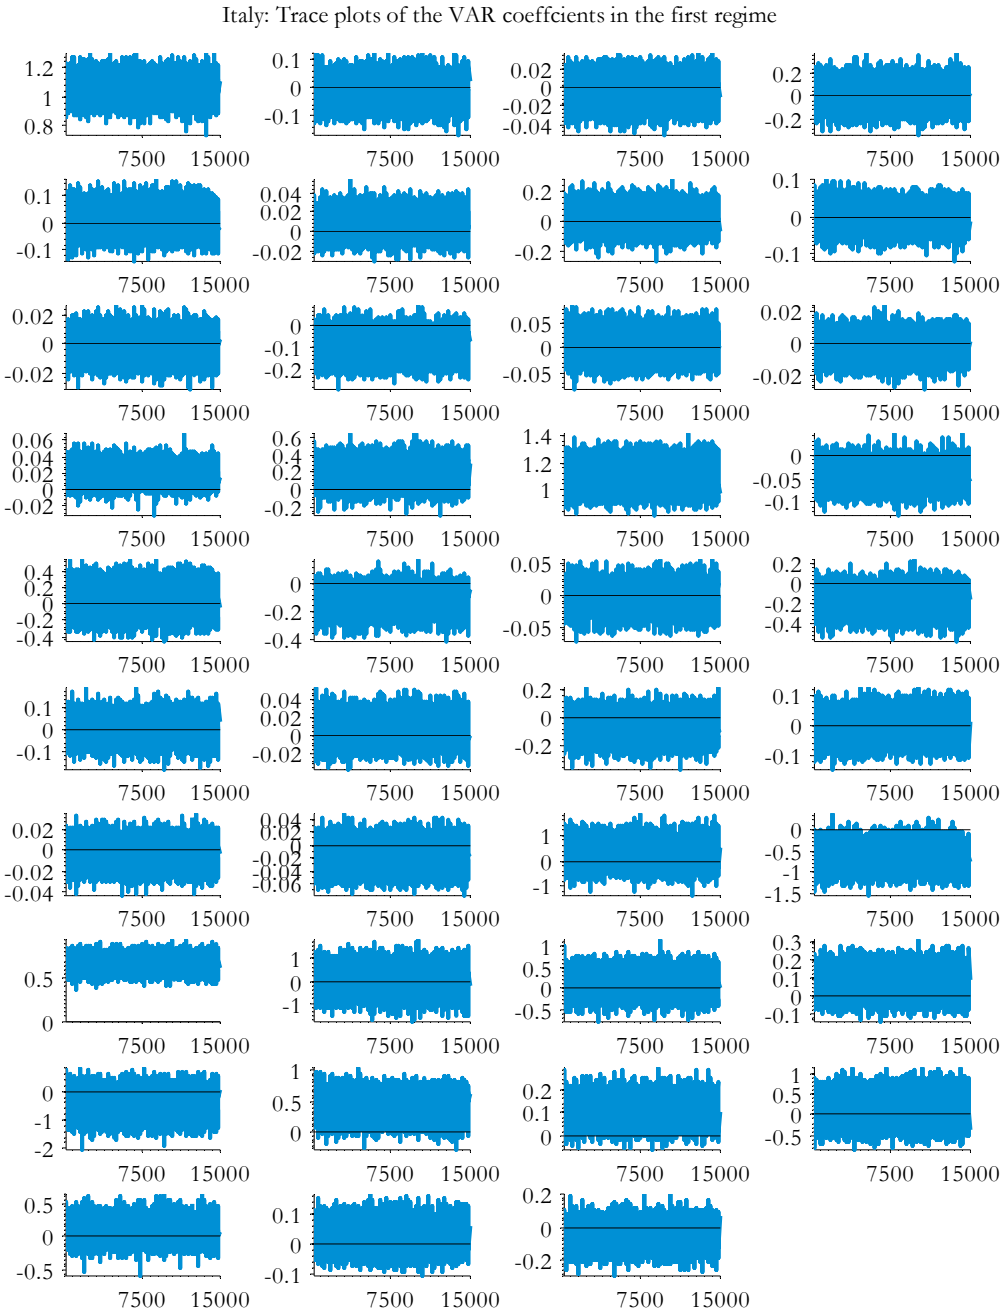 Italy: Trace plots of the VAR coeffcients in the first regime
1.2 0.1 0.02 0.2
1 0 0 0
0.8 -0.1 -0.02 -0.2
-0.04
7500 15000 7500 15000 7500 15000 7500 15000
0.1 0.04 0.2 0.1
0 0.02 0 0
-0.1 0 -0.2 -0.1
-0.02
7500 15000 7500 15000 7500 15000 7500 15000
0.02 0 0.05 0.02
0 -0.1 0 0
-0.02 -0.2 -0.05 -0.02
7500 15000 7500 15000 7500 15000 7500 15000
0.06 0.6 1.4 0
0.04 0.4 1.2 -0.05
0.02 0.2 1 -0.1
0 0
-0.02 -0.2
7500 15000 7500 15000 7500 15000 7500 15000
0.4 0 0.05 0.2
0.2 -0.2 0 0
0 -0.4 -0.05 -0.2
-0.2 -0.4
-0.4
7500 15000 7500 15000 7500 15000 7500 15000
0.1 0.04 0.2 0.1
0 0.02 0 0
-0.1 0 -0.2 -0.1
-0.02
7500 15000 7500 15000 7500 15000 7500 15000
0.02 0.04 1 0
0 0.02 0 -0.5
-0.02 0 -1 -1
-0.04 -0.02 -1.5
-0.04
-0.06
7500 15000 7500 15000 7500 15000 7500 15000
0.5 1 1 0.3
0 0 0.5 0.2
-1 0 0.1
-0.5 0
-0.1
7500 15000 7500 15000 7500 15000 7500 15000
0 1 0.2 1
-1 0.5 0.1 0.5
-2 0 0 0
-0.5
7500 15000 7500 15000 7500 15000 7500 15000
0.5 0.1 0.2
0 0 0
-0.5 -0.1 -0.2
7500 15000 7500 15000 7500 15000